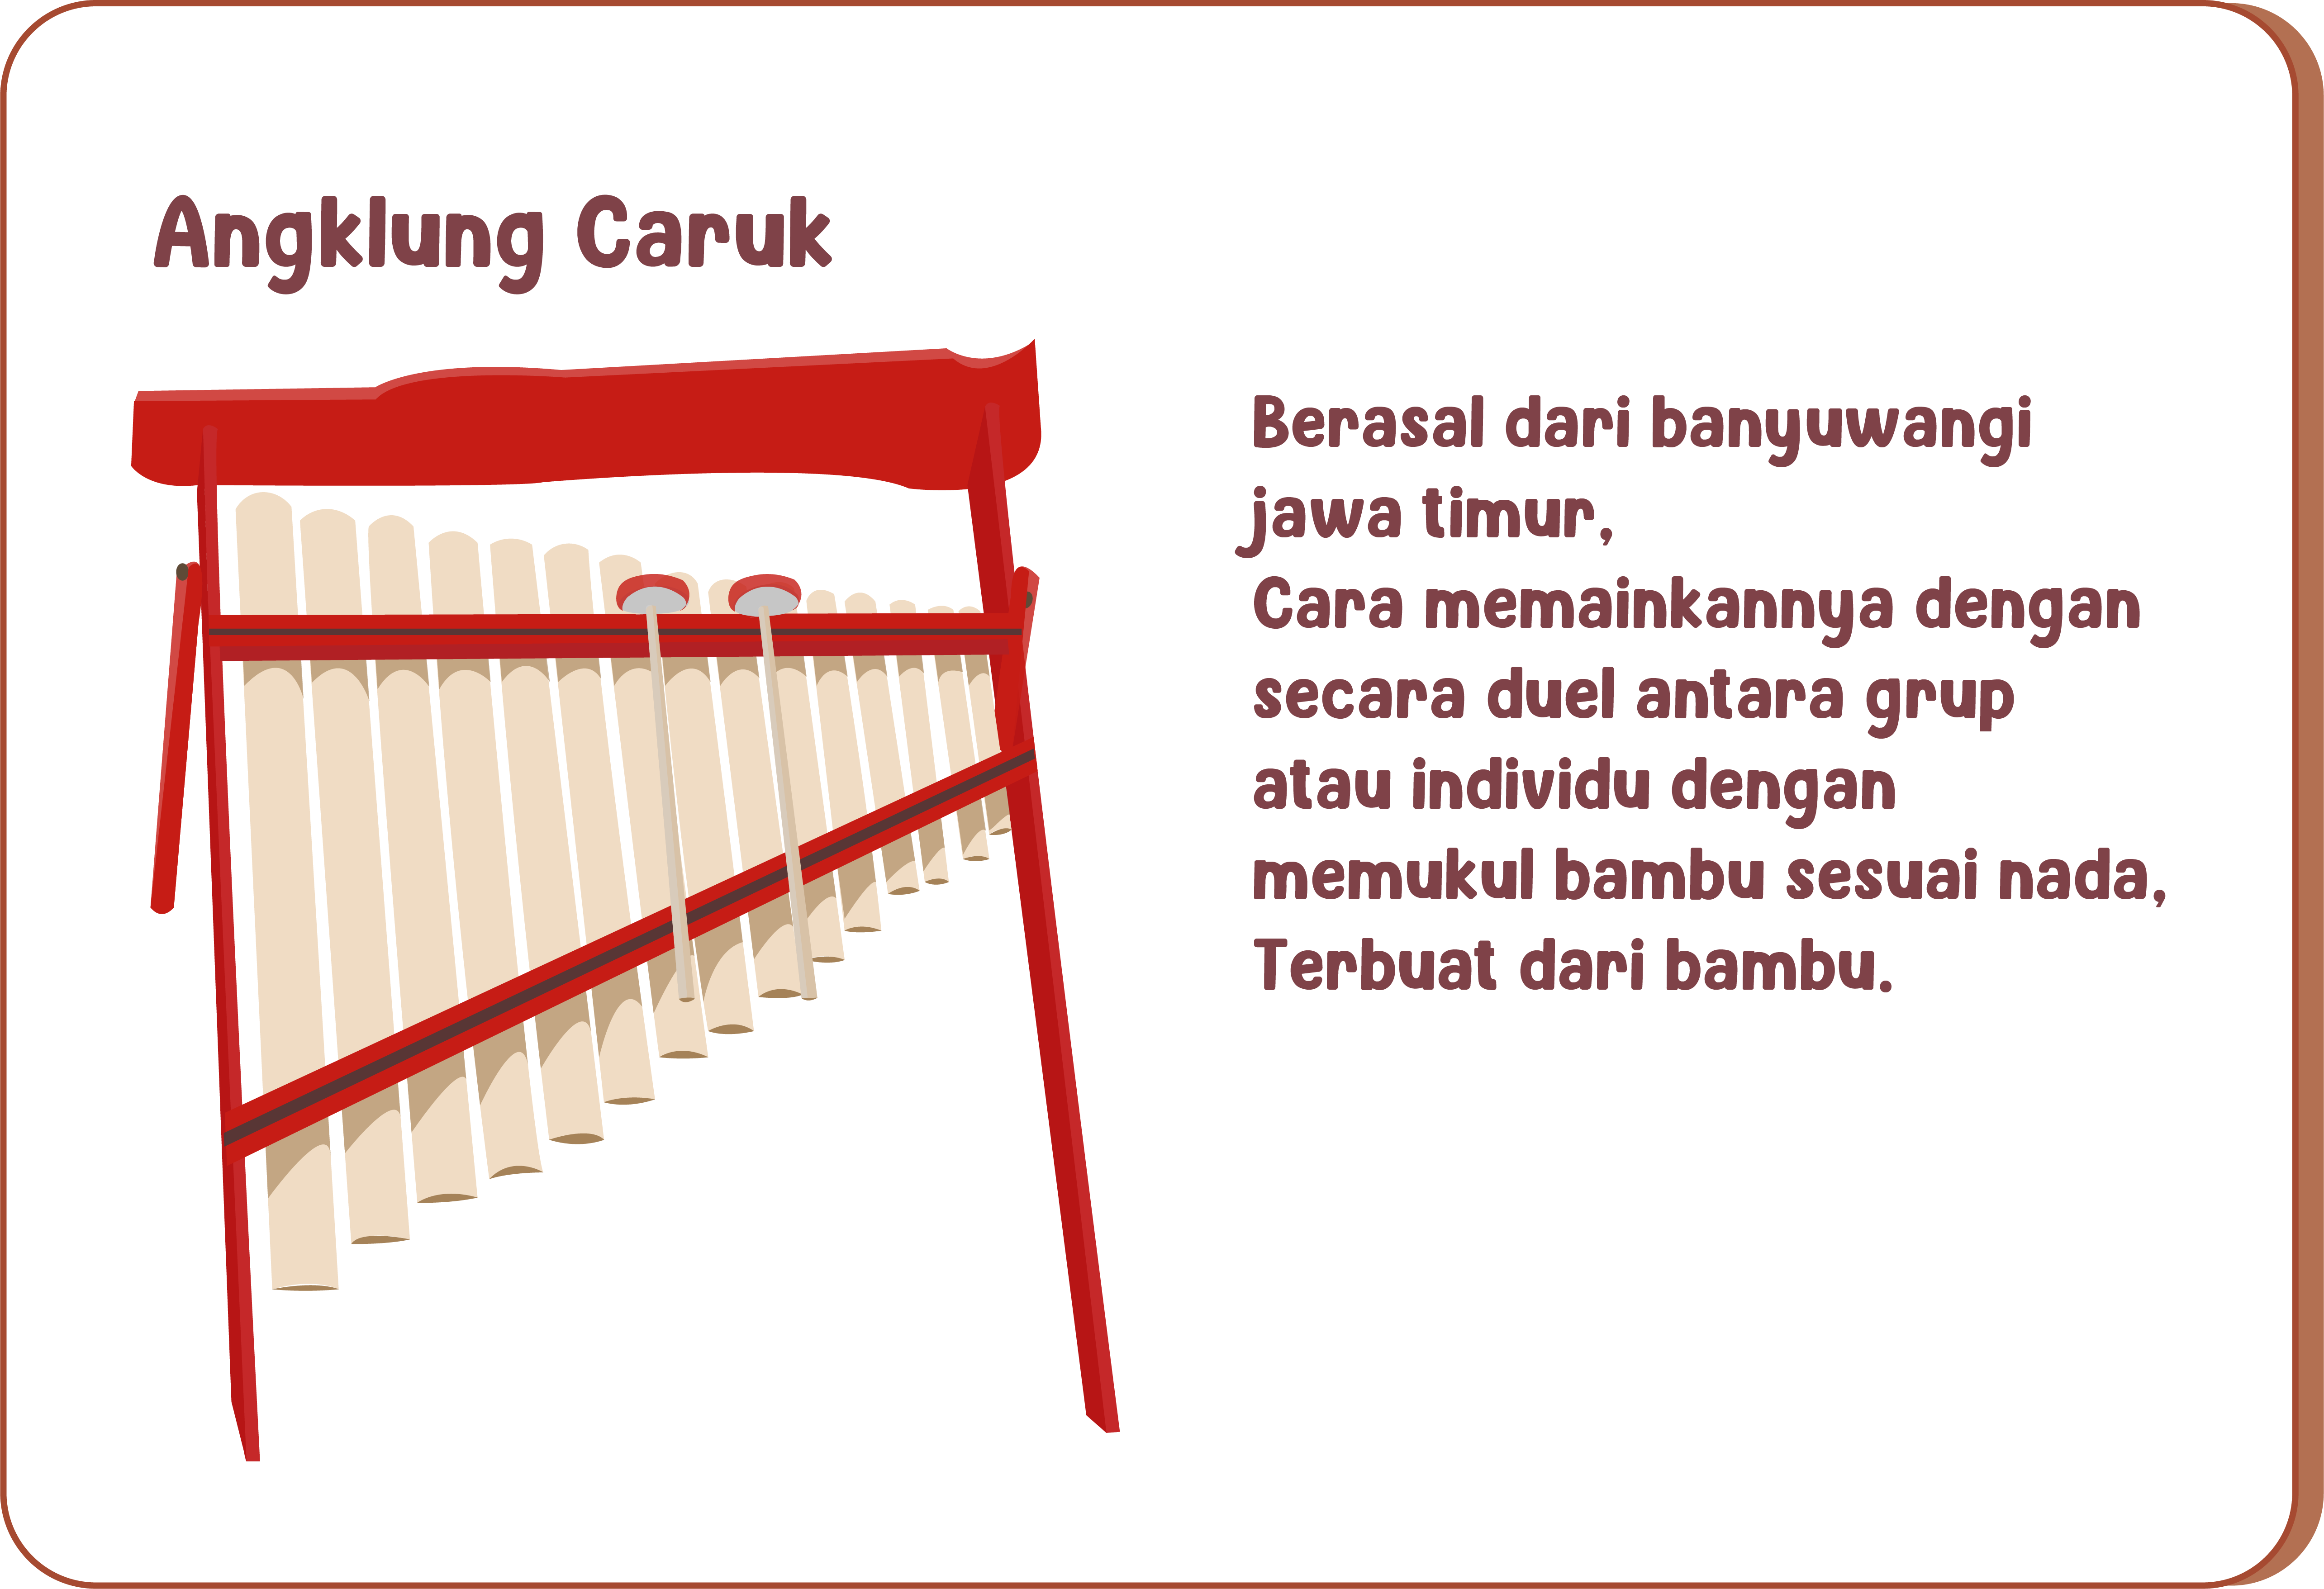 Angklung Caruk
Berasal dari banyuwangi
jawa timur,
Cara memainkannya dengan
secara duel antara grup
atau individu dengan
memukul bambu sesuai nada,
Terbuat dari bambu.